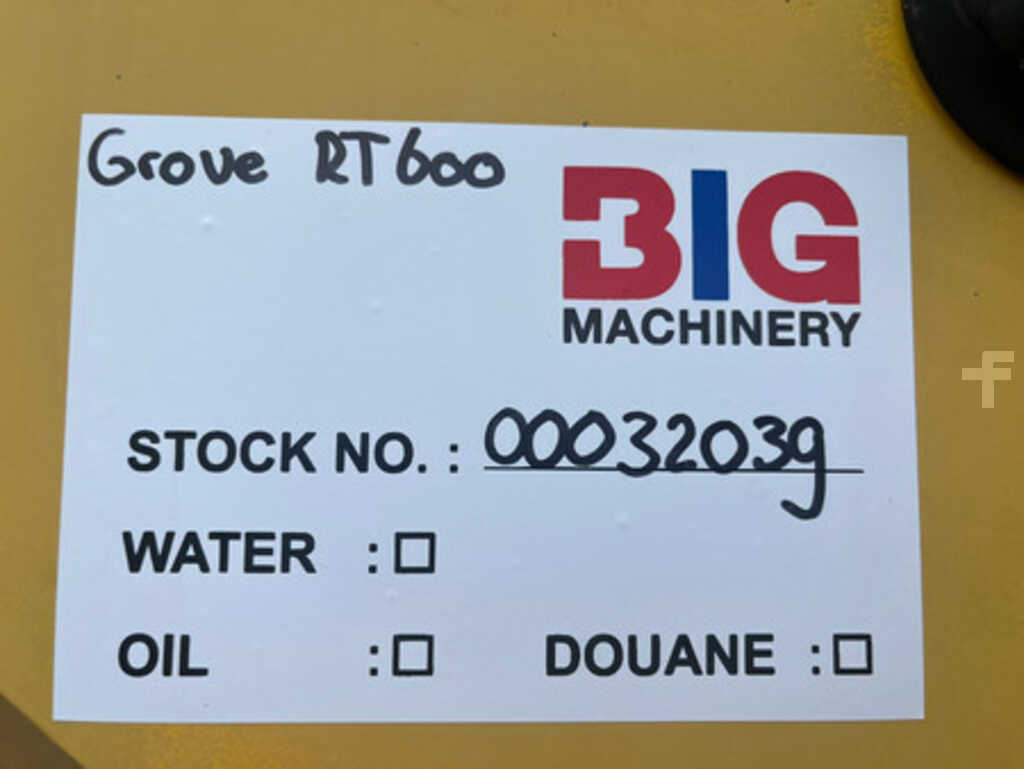 Grove RT600
BIG
MACHINERY
STOCK NO. : 00032039
WATER : ☐
OIL : ☐ DOUANE : ☐
f